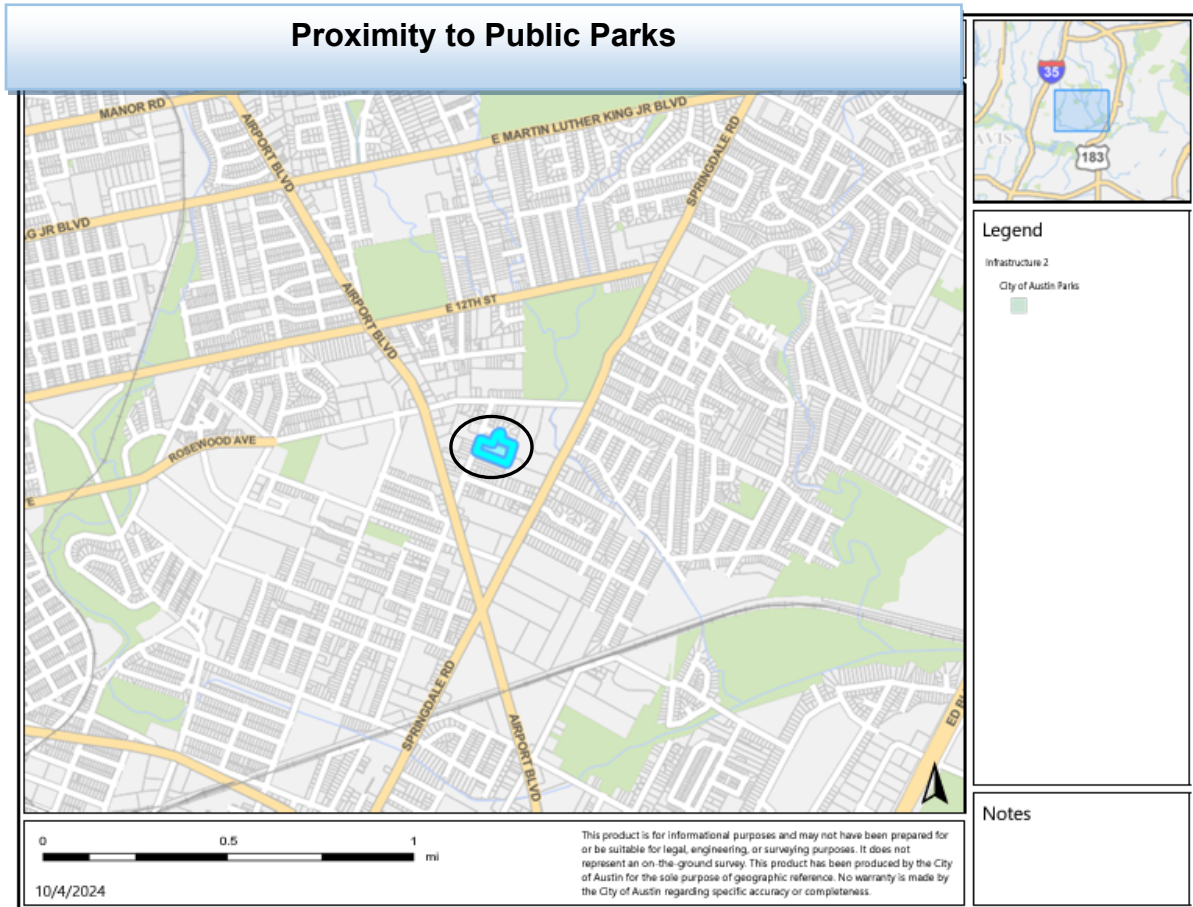 Proximity to Public Parks
MANOR RD
AIRPORT BLVD
E MARTIN LUTHER KING JR BLVD
SPRINGDALE RD
G JR BLVD
AIRPORT BLVD
E 12TH ST
ROSEWOOD AVE
E
SPRINGDALE RD
AIRPORT BLVD
ED B
35
AVIS
183
Legend
Infrastructure 2
City of Austin Parks
Notes
0 0.5 1
mi
10/4/2024
This product is for informational purposes and may not have been prepared for
or be suitable for legal, engineering, or surveying purposes. It does not
represent an on-the-ground survey. This product has been produced by the City
of Austin for the sole purpose of geographic reference. No warranty is made by
the City of Austin regarding specific accuracy or completeness.